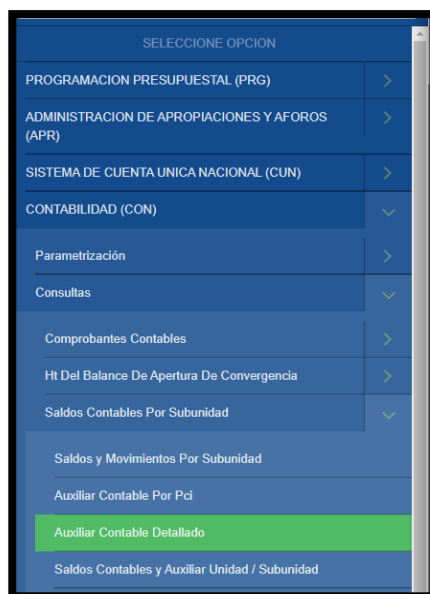 SELECCIONE OPCION
PROGRAMACION PRESUPUESTAL (PRG)
ADMINISTRACION DE APROPIACIONES Y AFOROS
(APR)
SISTEMA DE CUENTA UNICA NACIONAL (CUN)
CONTABILIDAD (CON)
Parametrización
Consultas
Comprobantes Contables
Ht Del Balance De Apertura De Convergencia
Saldos Contables Por Subunidad
Saldos y Movimientos Por Subunidad
Auxiliar Contable Por Pci
Auxiliar Contable Detallado
Saldos Contables y Auxiliar Unidad / Subunidad